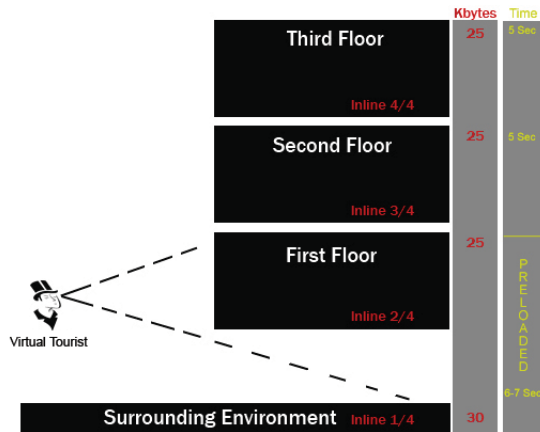 Kbytes Time
Third Floor 25 5 Sec
Inline 4/4
Second Floor 25 5 Sec
Inline 3/4
First Floor 25
Inline 2/4
PRELOADED
Virtual Tourist
6-7 Sec
Surrounding Environment Inline 1/4 30